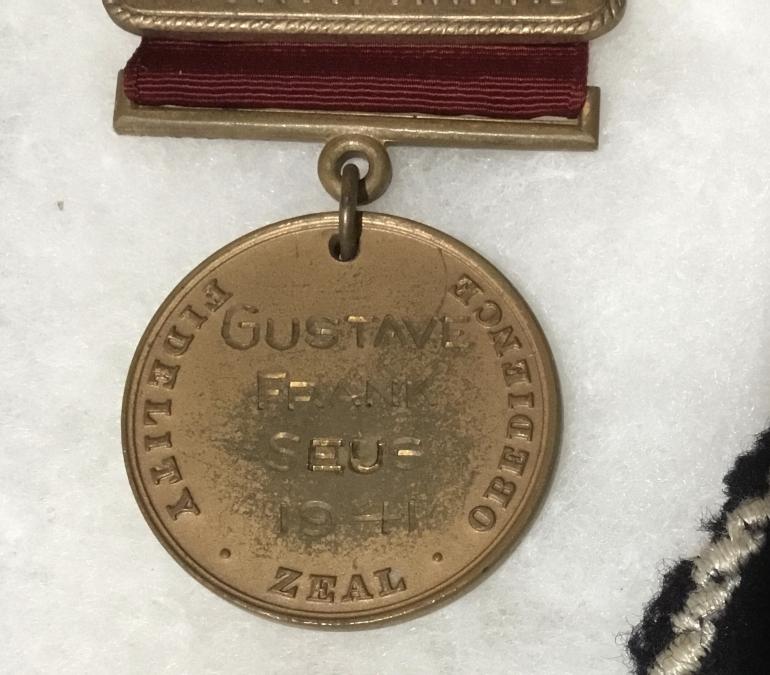 FIDELITY
ZEAL
OBEDIENCE
GUSTAVE
FRANK
SEUS
1941